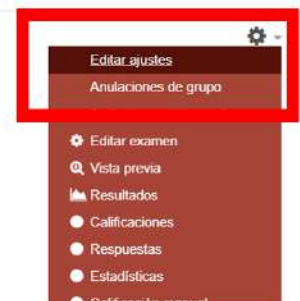 Editar ajustes
Anulaciones de grupo
Editar examen
Vista previa
Resultados
Calificaciones
Respuestas
Estadísticas